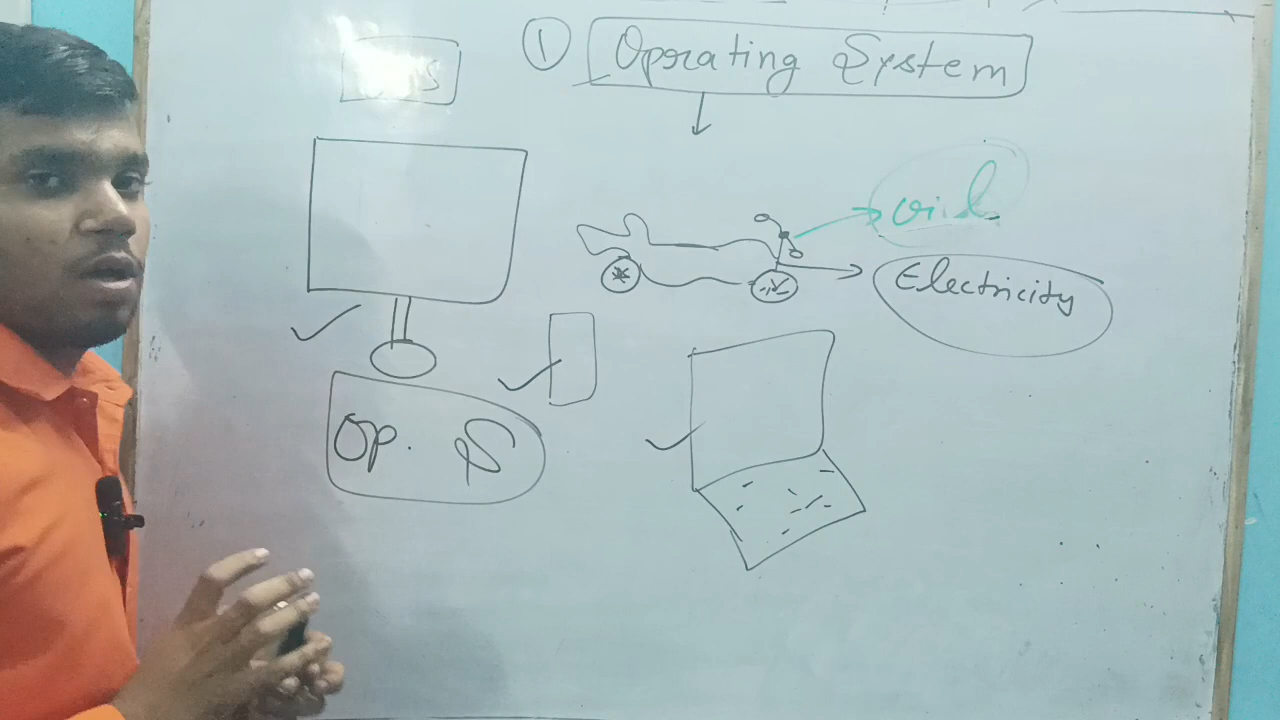 ① Operating System
oil
Electricity
Op. S